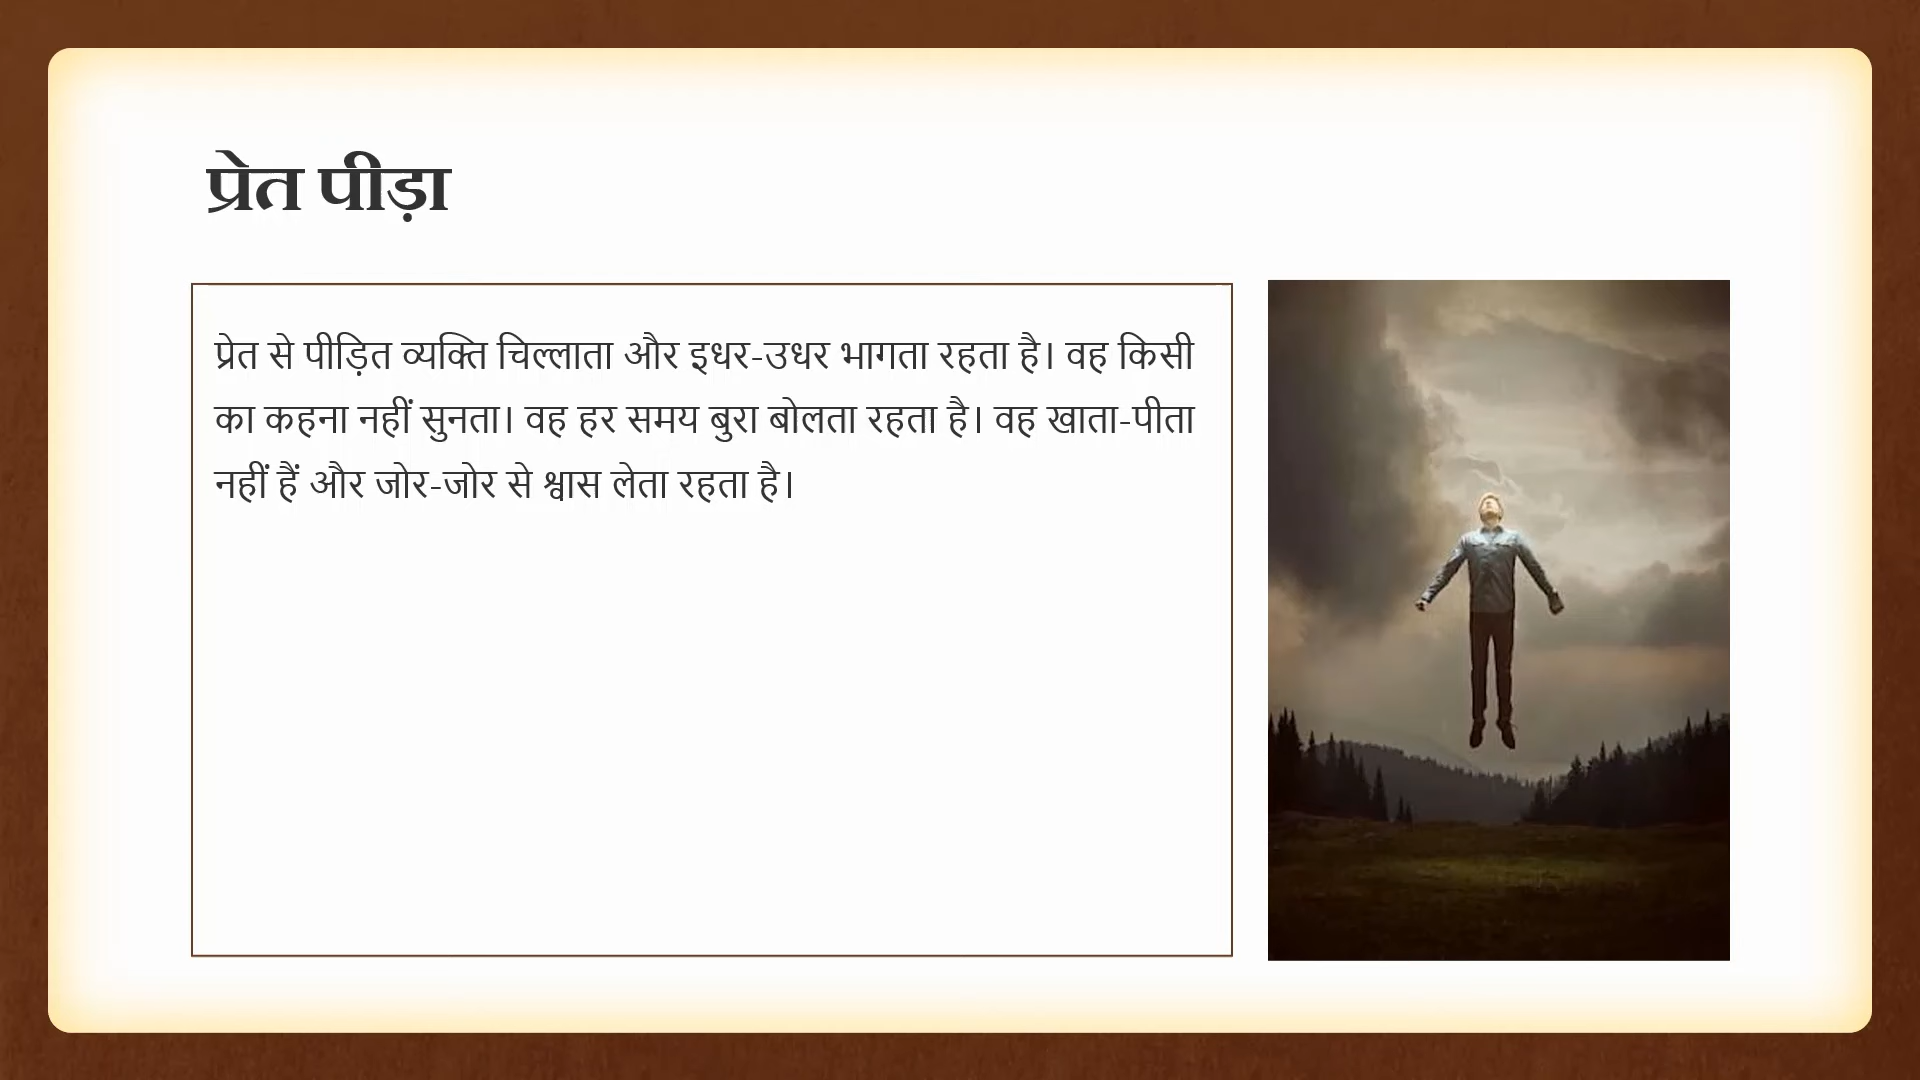 प्रेत पीड़ा
प्रेत से पीड़ित व्यक्ति चिल्लाता और इधर-उधर भागता रहता है। वह किसी
का कहना नहीं सुनता। वह हर समय बुरा बोलता रहता है। वह खाता-पीता
नहीं हैं और जोर-जोर से श्वास लेता रहता है।